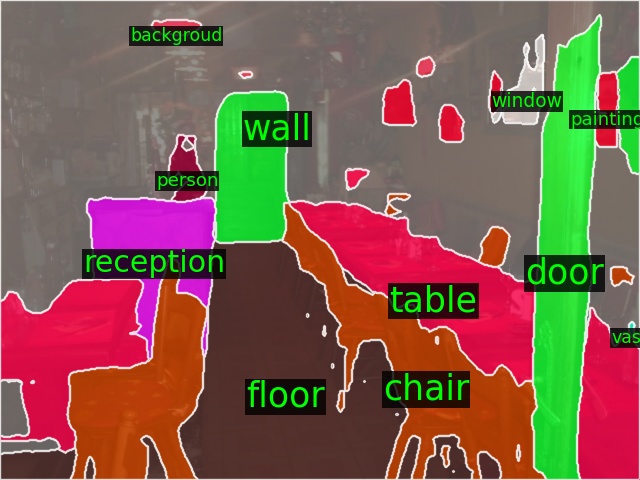 backgroud
window
wall
painting
person
reception
door
table
vas
floor
chair